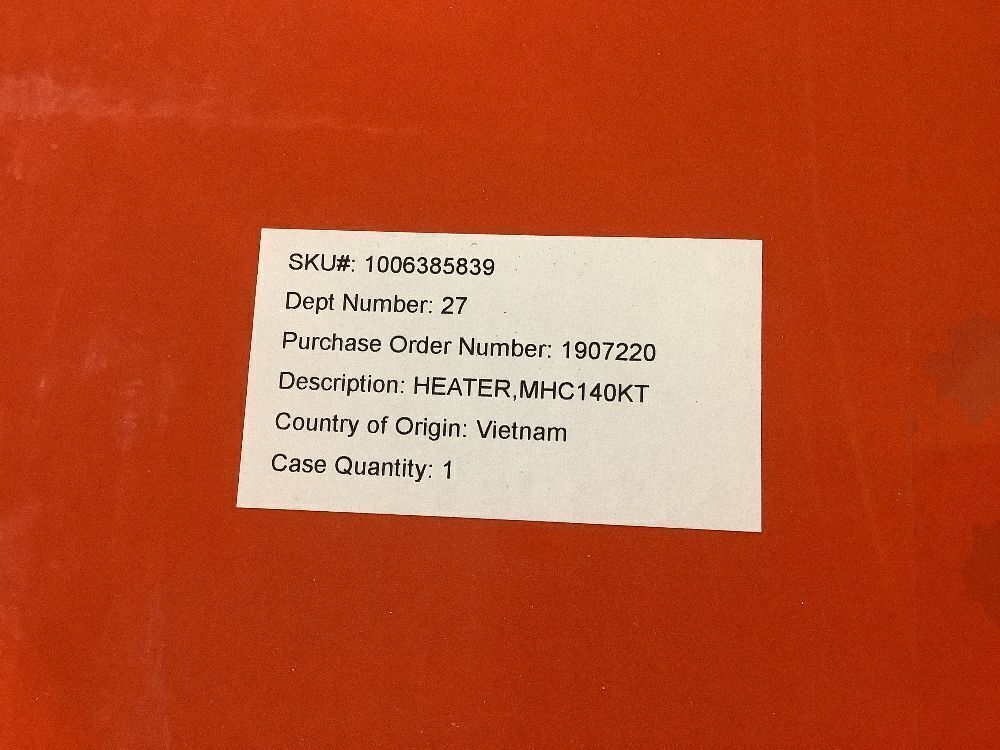 SKU#: 1006385839
Dept Number: 27
Purchase Order Number: 1907220
Description: HEATER,MHC140KT
Country of Origin: Vietnam
Case Quantity: 1